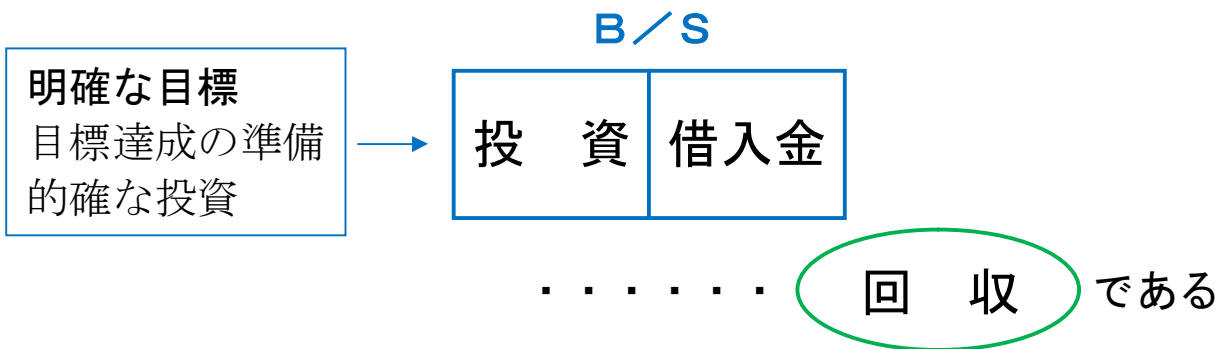 B/S
明確な目標
目標達成の準備
的確な投資
投 資
借入金
・・・・・・ 回 収 である